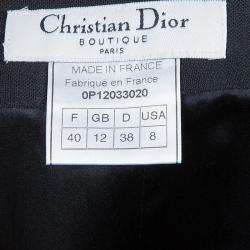 Christian Dior
BOUTIQUE
PARIS
MADE IN FRANCE
Fabriqué en France
0P12033020
F GB D USA
40 12 38 8